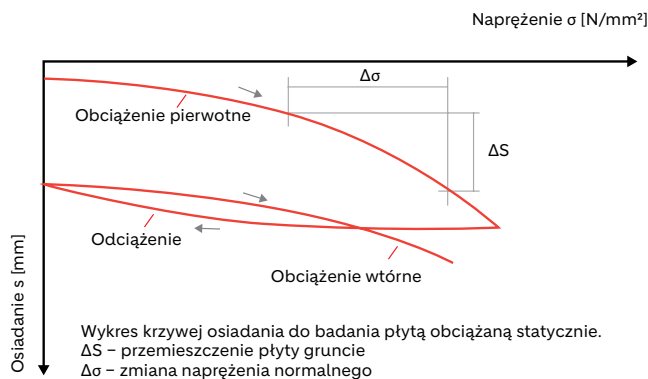 Naprężenie σ [N/mm²]
Δσ
Obciążenie pierwotne
ΔS
Odciążenie
Obciążenie wtórne
Osiadanie s [mm]
Wykres krzywej osiadania do badania płytą obciążaną statycznie.
ΔS – przemieszczenie płyty gruncie
Δσ – zmiana naprężenia normalnego